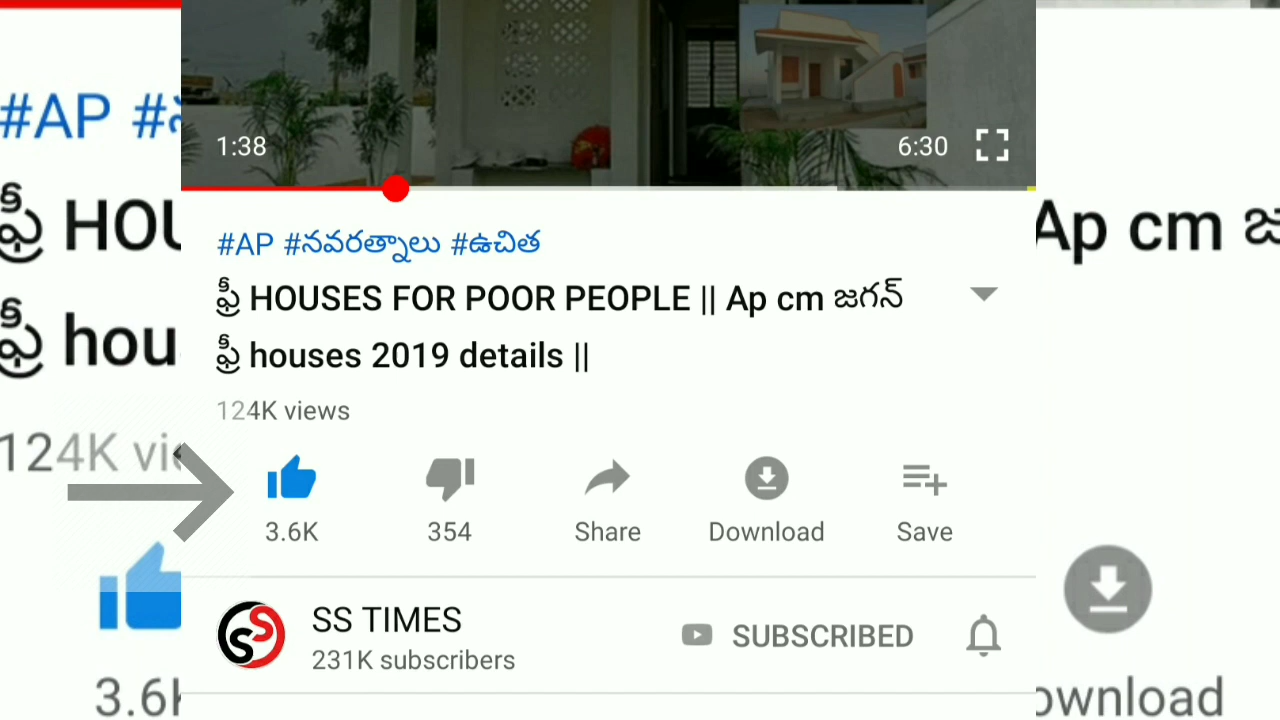 1:38
6:30
#AP #నవరత్నాలు #ఉచిత
ఫ్రీ HOUSES FOR POOR PEOPLE || Ap cm జగన్
ఫ్రీ houses 2019 details ||
124K views
3.6K
354
Share
Download
Save
SS TIMES
231K subscribers
SUBSCRIBED